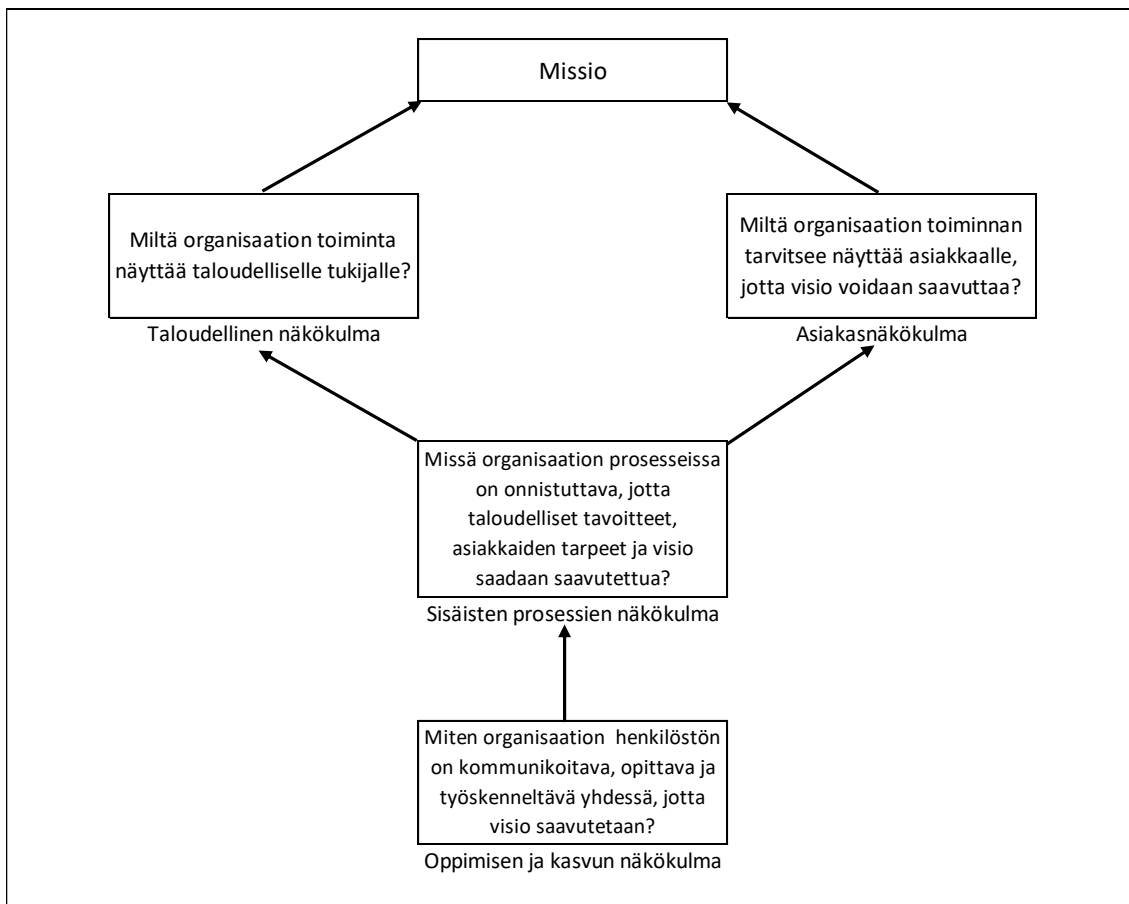 Missio
Miltä organisaation toiminta
näyttää taloudelliselle tukijalle?
Taloudellinen näkökulma
Miltä organisaation toiminnan
tarvitsee näyttää asiakkaalle,
jotta visio voidaan saavuttaa?
Asiakasnäkökulma
Missä organisaation prosesseissa
on onnistuttava, jotta
taloudelliset tavoitteet,
asiakkaiden tarpeet ja visio
saadaan saavutettua?
Sisäisten prosessien näkökulma
Miten organisaation henkilöstön
on kommunikoitava, opittava ja
työskenneltävä yhdessä, jotta
visio saavutetaan?
Oppimisen ja kasvun näkökulma